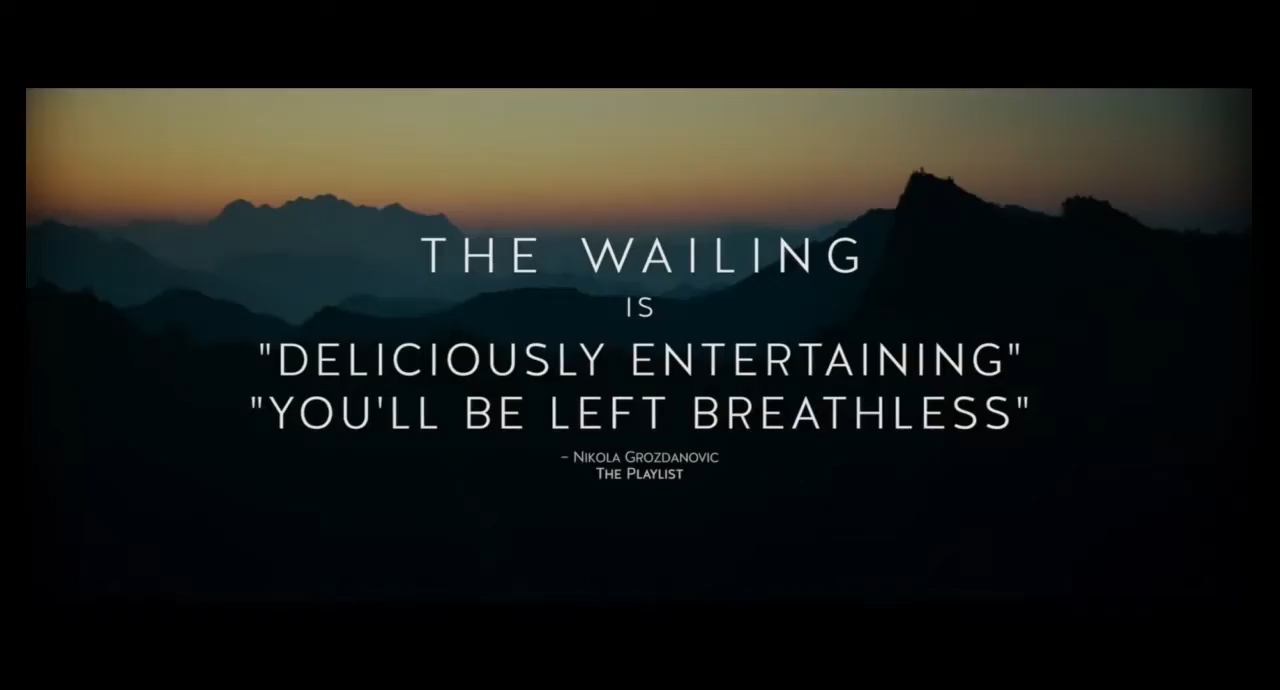 THE WAILING
IS
"DELICIOUSLY ENTERTAINING"
"YOU'LL BE LEFT BREATHLESS"
– NIKOLA GROZDANOVIC
THE PLAYLIST